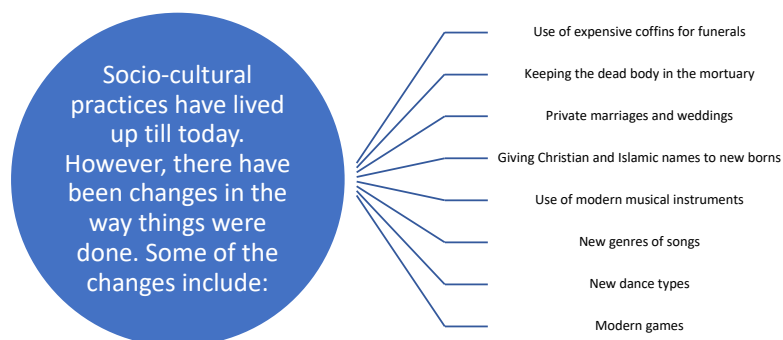 Socio-cultural
practices have lived
up till today.
However, there have
been changes in the
way things were
done. Some of the
changes include:
Use of expensive coffins for funerals
Keeping the dead body in the mortuary
Private marriages and weddings
Giving Christian and Islamic names to new borns
Use of modern musical instruments
New genres of songs
New dance types
Modern games